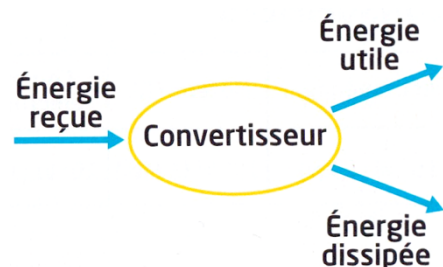 Énergie
utile
Énergie
reçue
Convertisseur
Énergie
dissipée